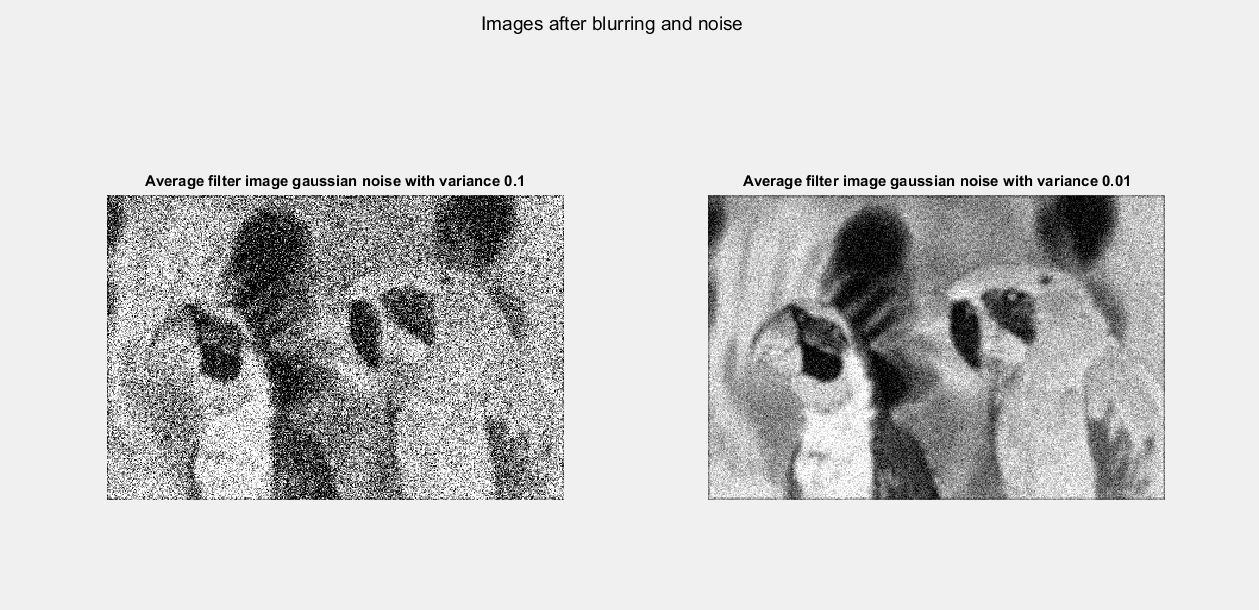 Images after blurring and noise
Average filter image gaussian noise with variance 0.1
Average filter image gaussian noise with variance 0.01